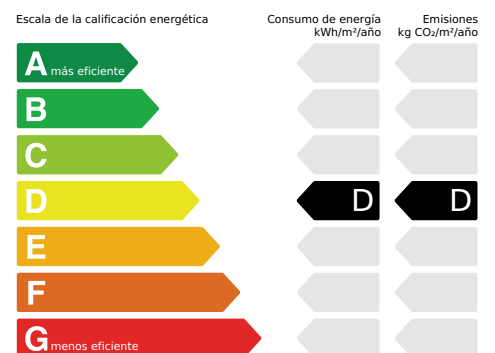 Escala de la calificación energética
Consumo de energía
kWh/m²/año
Emisiones
kg CO₂/m²/año
A más eficiente
B
C
D D D
E
F
G menos eficiente